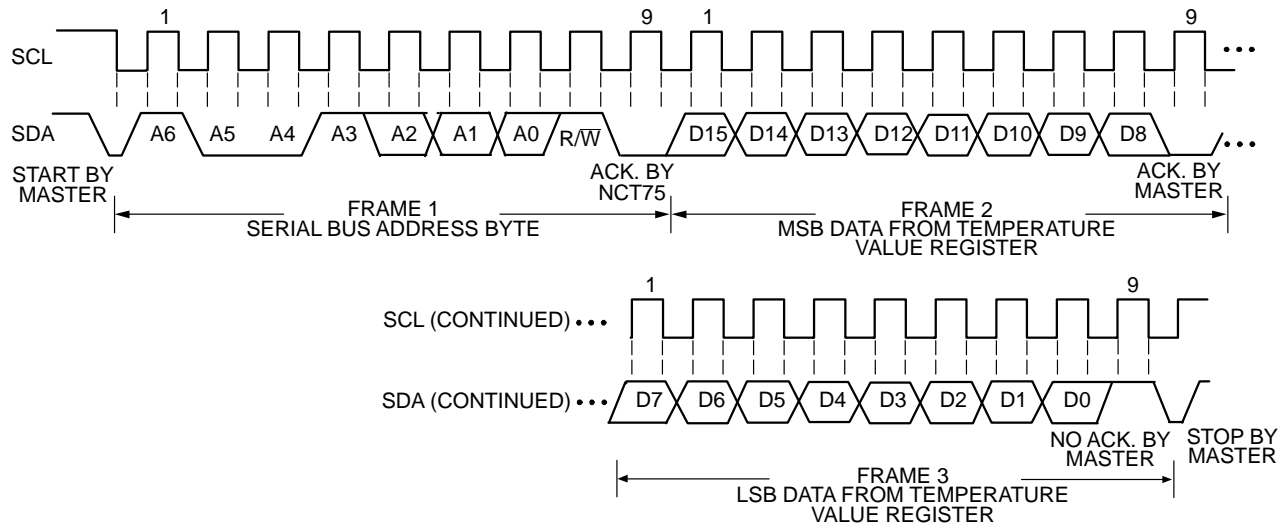 1 9 1 9
SCL
SDA A6 A5 A4 A3 A2 A1 A0 R/W̅ D15 D14 D13 D12 D11 D10 D9 D8
START BY MASTER
ACK. BY NCT75
ACK. BY MASTER
FRAME 1
SERIAL BUS ADDRESS BYTE
FRAME 2
MSB DATA FROM TEMPERATURE
VALUE REGISTER
1 9
SCL (CONTINUED)
SDA (CONTINUED) D7 D6 D5 D4 D3 D2 D1 D0
NO ACK. BY MASTER
STOP BY MASTER
FRAME 3
LSB DATA FROM TEMPERATURE
VALUE REGISTER